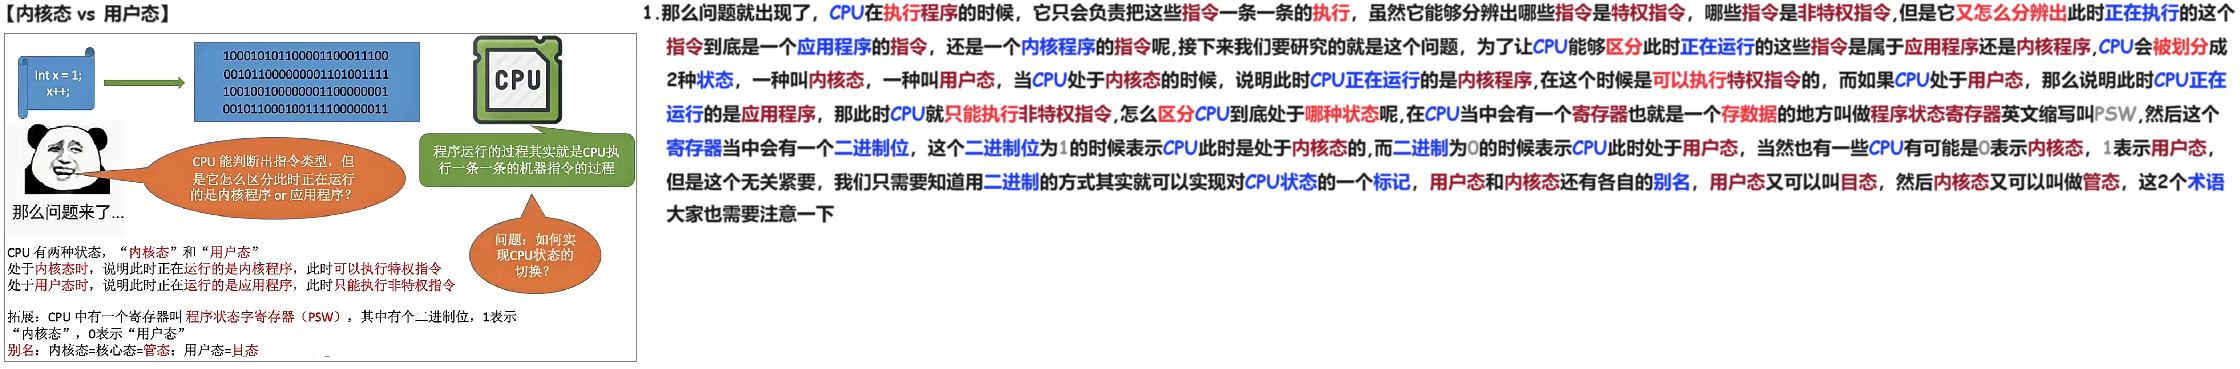 【内核态 vs 用户态】
Int x = 1;
x++;
100010101100001100011100
0010110000000001101001111
1001001000000001100000001
0010110001001111100000011
CPU
CPU 能判断出指令类型，但
是它怎么区分此时正在运行
的是内核程序 or 应用程序？
程序运行的过程其实就是CPU执
行一条一条的机器指令的过程
那么问题来了...
问题：如何实
现CPU状态的
切换？
CPU 有两种状态，“内核态”和“用户态”
处于内核态时，说明此时正在运行的是内核程序，此时可以执行特权指令
处于用户态时，说明此时正在运行的是应用程序，此时只能执行非特权指令
拓展：CPU 中有一个寄存器叫 程序状态字寄存器（PSW），其中有个二进制位，1表示
“内核态”，0表示“用户态”
别名：内核态=核心态=管态；用户态=目态
1.那么问题就出现了，CPU在执行程序的时候，它只会负责把这些指令一条一条的执行，虽然它能够分辨出哪些指令是特权指令，哪些指令是非特权指令,但是它又怎么分辨出此时正在执行的这个
指令到底是一个应用程序的指令，还是一个内核程序的指令呢,接下来我们要研究的就是这个问题，为了让CPU能够区分此时正在运行的这些指令是属于应用程序还是内核程序,CPU会被划分成
2种状态，一种叫内核态，一种叫用户态，当CPU处于内核态的时候，说明此时CPU正在运行的是内核程序,在这个时候是可以执行特权指令的，而如果CPU处于用户态，那么说明此时CPU正在
运行的是应用程序，那此时CPU就只能执行非特权指令,怎么区分CPU到底处于哪种状态呢,在CPU当中会有一个寄存器也就是一个存数据的地方叫做程序状态寄存器英文缩写叫PSW,然后这个
寄存器当中会有一个二进制位，这个二进制位为1的时候表示CPU此时是处于内核态的,而二进制为0的时候表示CPU此时处于用户态，当然也有一些CPU有可能是0表示内核态，1表示用户态，
但是这个无关紧要，我们只需要知道用二进制的方式其实就可以实现对CPU状态的一个标记，用户态和内核态还有各自的别名，用户态又可以叫目态，然后内核态又可以叫做管态，这2个术语
大家也需要注意一下